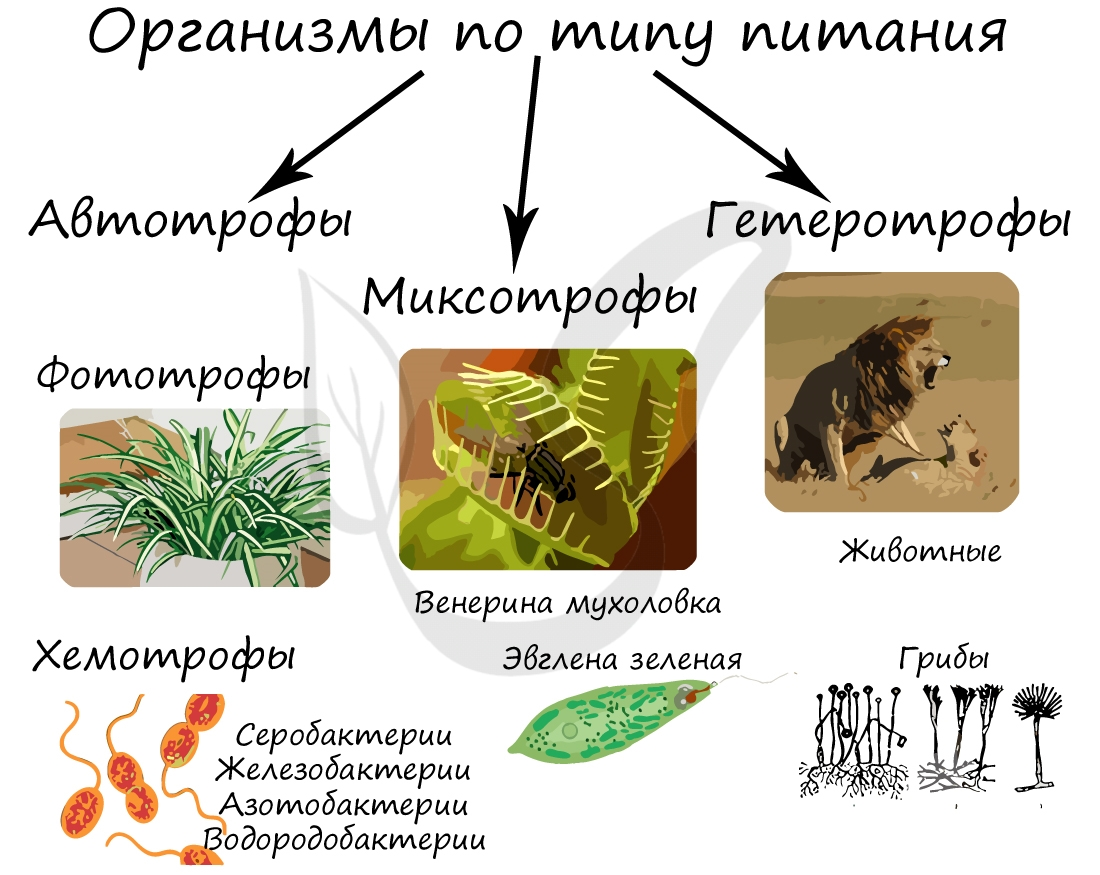 Организмы по типу питания
Автотрофы
Фототрофы
Хемотрофы
Серобактерии
Железобактерии
Азотобактерии
Водородобактерии
Миксотрофы
Венерина мухоловка
Эвглена зеленая
Гетеротрофы
Животные
Грибы